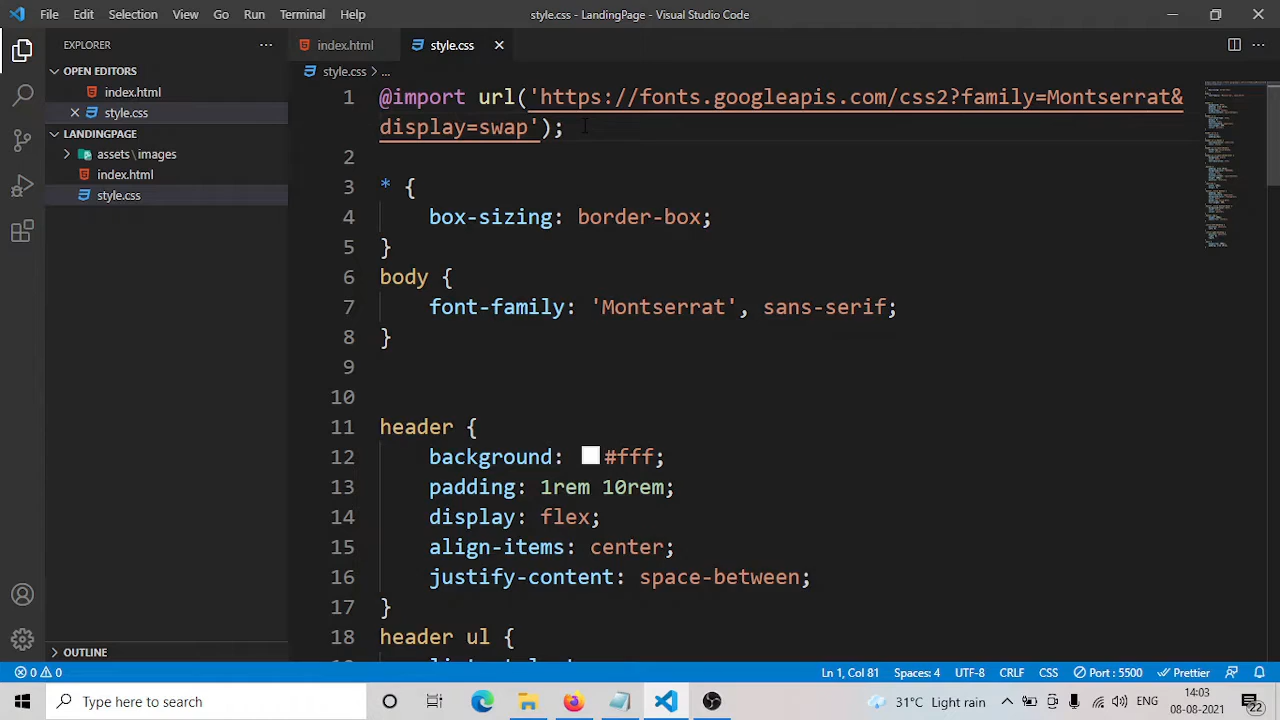 File Edit Selection View Go Run Terminal Help style.css - LandingPage - Visual Studio Code
EXPLORER
index.html
style.css
OPEN EDITORS
index.html
style.css
LANDINGPAGE
assets\images
index.html
style.css
OUTLINE
style.css > ...
1 @import url('https://fonts.googleapis.com/css2?family=Montserrat&
display=swap');
2
3 * {
4 box-sizing: border-box;
5 }
6 body {
7 font-family: 'Montserrat', sans-serif;
8 }
9
10
11 header {
12 background: #fff;
13 padding: 1rem 10rem;
14 display: flex;
15 align-items: center;
16 justify-content: space-between;
17 }
18 header ul {
0 0 Ln 1, Col 81 Spaces: 4 UTF-8 CRLF CSS Port : 5500 Prettier
Type here to search
31°C Light rain
14:03
08-08-2021
22